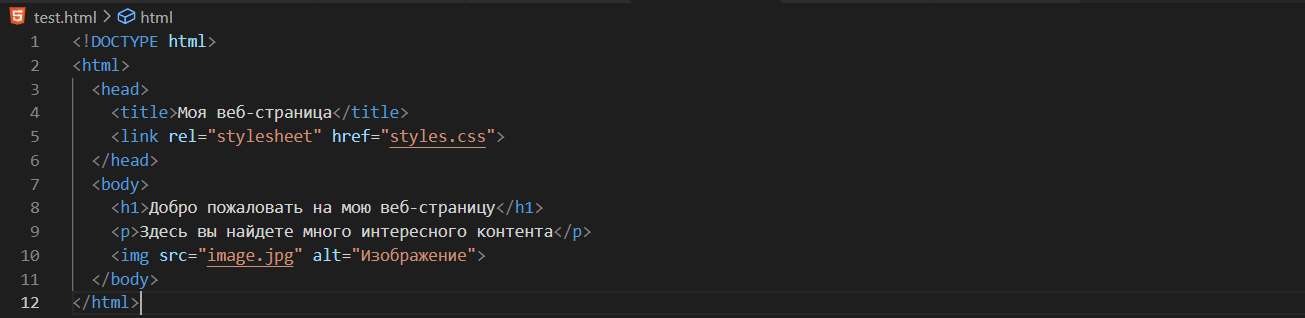 test.html > html
1 <!DOCTYPE html>
2 <html>
3 <head>
4 <title>Моя веб-страница</title>
5 <link rel="stylesheet" href="styles.css">
6 </head>
7 <body>
8 <h1>Добро пожаловать на мою веб-страницу</h1>
9 <p>Здесь вы найдете много интересного контента</p>
10 <img src="image.jpg" alt="Изображение">
11 </body>
12 </html>